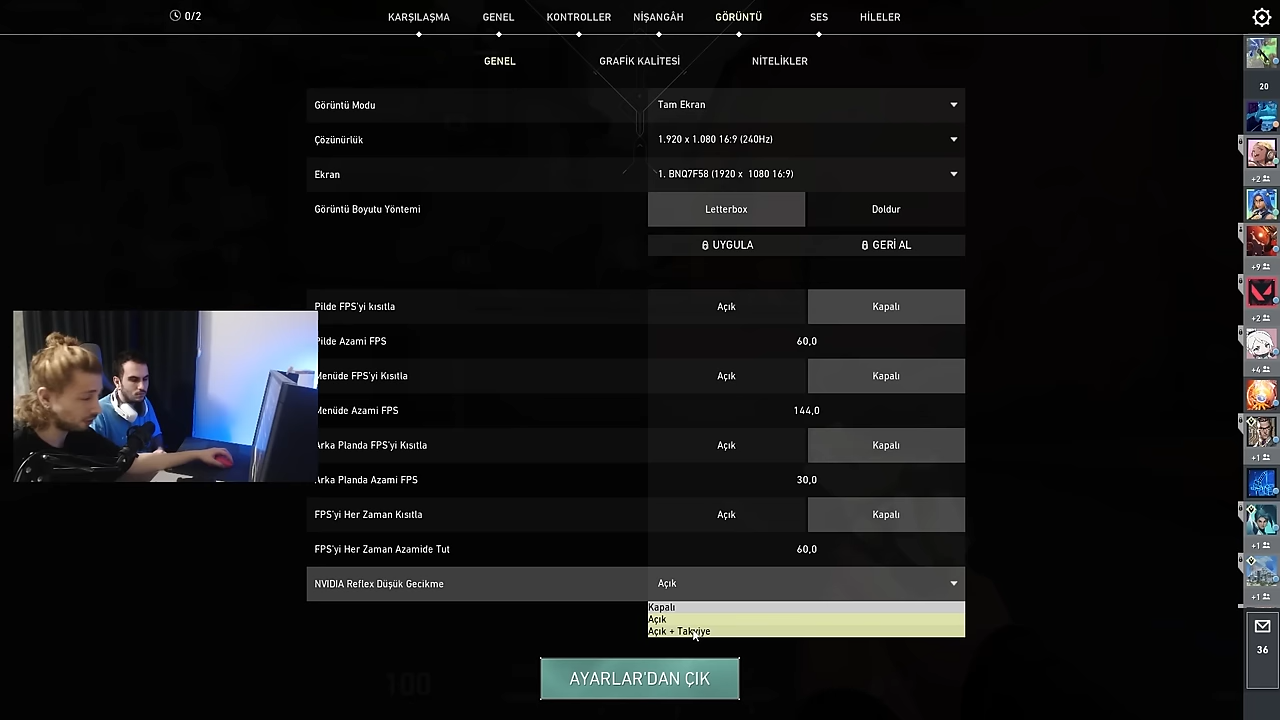 0/2
KARŞILAŞMA GENEL KONTROLLER NİŞANGÂH GÖRÜNTÜ SES HİLELER
GENEL GRAFİK KALİTESİ NİTELİKLER
Görüntü Modu Tam Ekran
Çözünürlük 1.920 x 1.080 16:9 (240Hz)
Ekran 1. BNQ7F58 (1920 x 1080 16:9)
Görüntü Boyutu Yöntemi Letterbox Doldur
UYGULA GERİ AL
Pilde FPS'yi kısıtla Açık Kapalı
Pilde Azami FPS 60,0
Menüde FPS'yi Kısıtla Açık Kapalı
Menüde Azami FPS 144,0
Arka Planda FPS'yi Kısıtla Açık Kapalı
Arka Planda Azami FPS 30,0
FPS'yi Her Zaman Kısıtla Açık Kapalı
FPS'yi Her Zaman Azamide Tut 60,0
NVIDIA Reflex Düşük Gecikme Açık
Kapalı
Açık
Açık + Takviye
AYARLAR'DAN ÇIK
100
20
+2
+9
+2
+4
+1
+1
+1
36